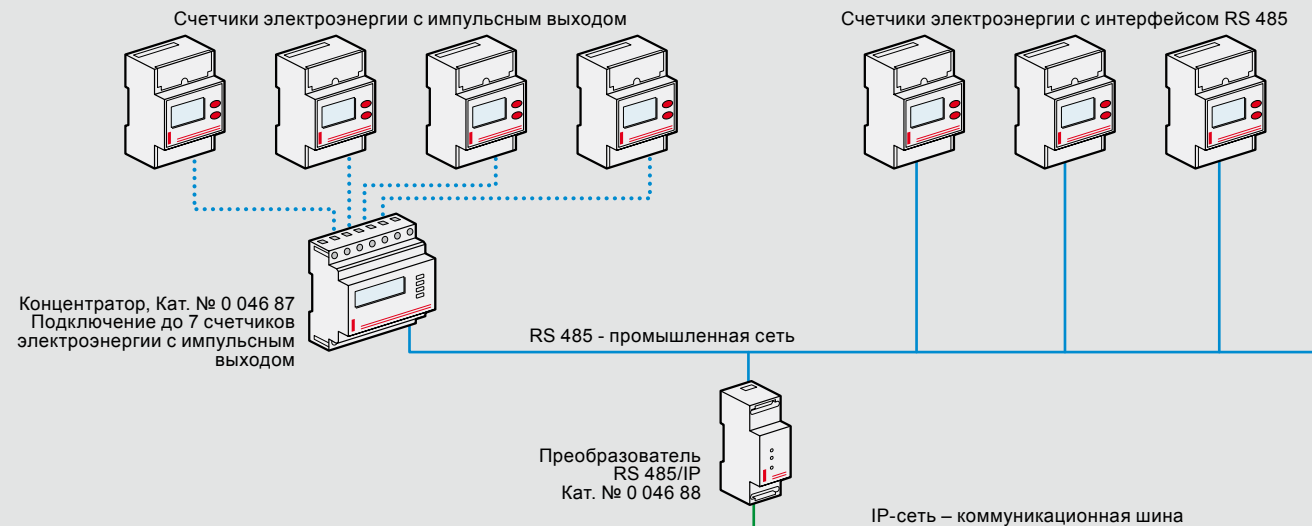 Счетчики электроэнергии с импульсным выходом
Счетчики электроэнергии с интерфейсом RS 485
Концентратор, Кат. № 0 046 87
Подключение до 7 счетчиков
электроэнергии с импульсным
выходом
RS 485 - промышленная сеть
Преобразователь
RS 485/IP
Кат. № 0 046 88
IP-сеть – коммуникационная шина